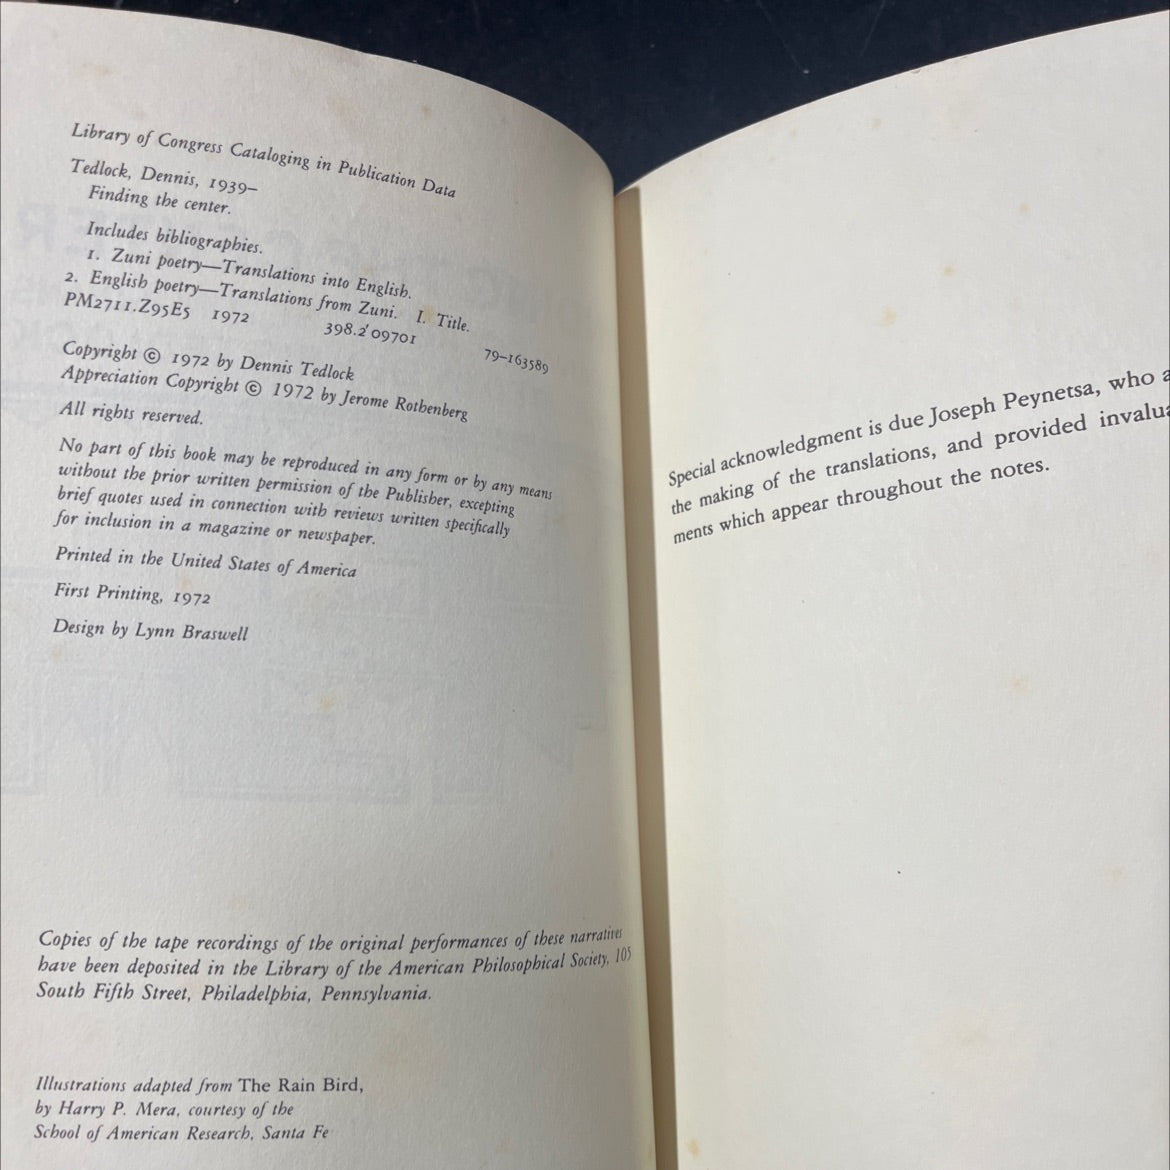 Library of Congress Cataloging in Publication Data
Tedlock, Dennis, 1939–
Finding the center.
Includes bibliographies.
1. Zuni poetry—Translations into English.
2. English poetry—Translations from Zuni. I. Title.
PM2711.Z95E5 1972 398.2'09701 79-163589
Copyright © 1972 by Dennis Tedlock
Appreciation Copyright © 1972 by Jerome Rothenberg
All rights reserved.
No part of this book may be reproduced in any form or by any means
without the prior written permission of the Publisher, excepting
brief quotes used in connection with reviews written specifically
for inclusion in a magazine or newspaper.
Printed in the United States of America
First Printing, 1972
Design by Lynn Braswell
Copies of the tape recordings of the original performances of these narratives
have been deposited in the Library of the American Philosophical Society, 105
South Fifth Street, Philadelphia, Pennsylvania.
Illustrations adapted from The Rain Bird,
by Harry P. Mera, courtesy of the
School of American Research, Santa Fe
Special acknowledgment is due Joseph Peynetsa, who a
the making of the translations, and provided invalua
ments which appear throughout the notes.